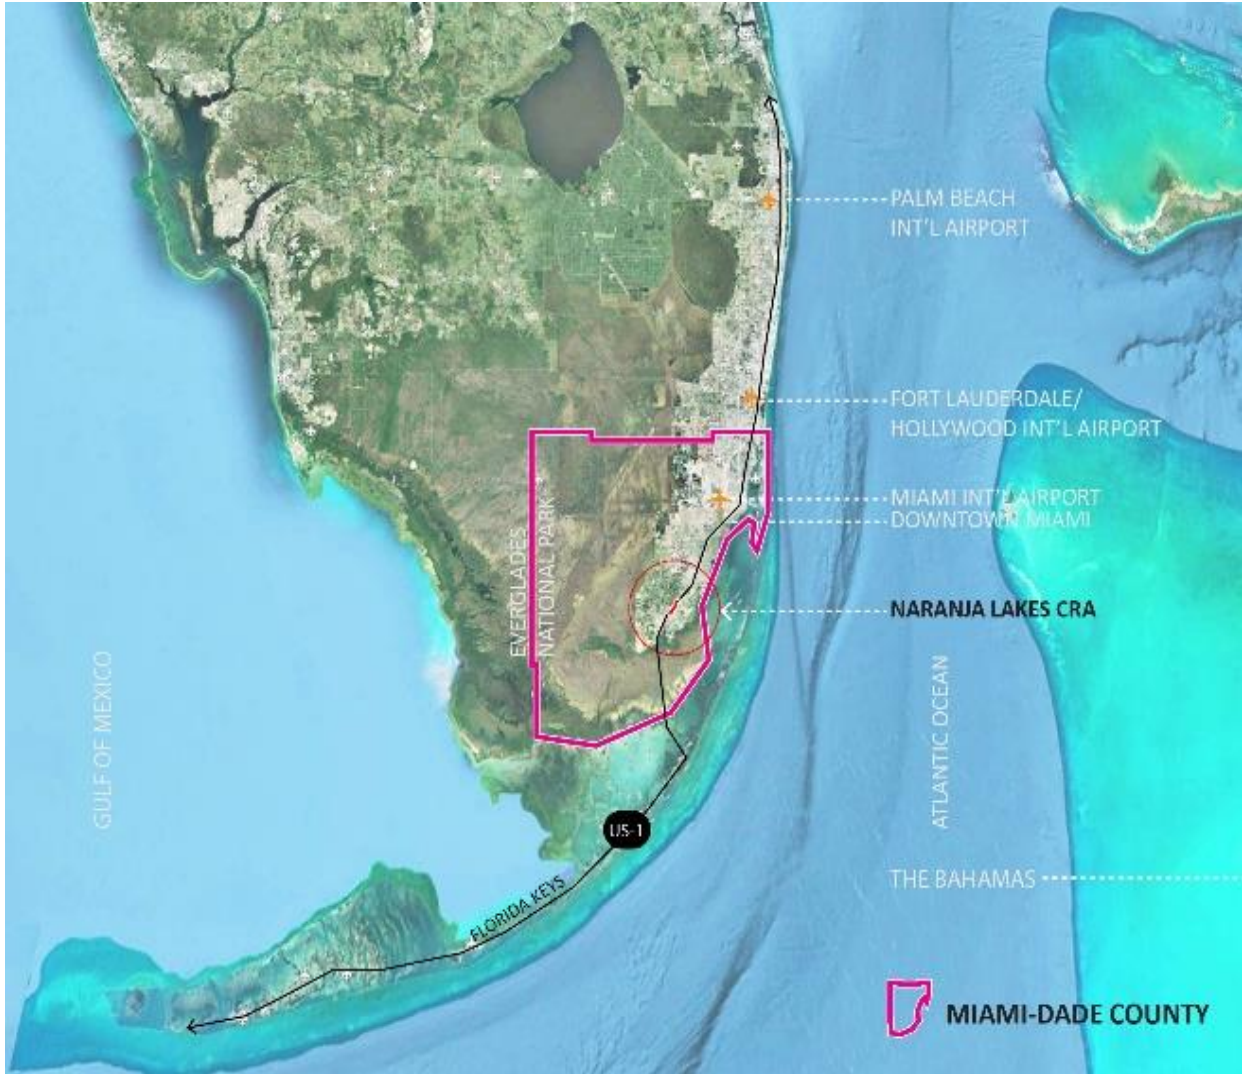 PALM BEACH
INT'L AIRPORT
FORT LAUDERDALE/
HOLLYWOOD INT'L AIRPORT
MIAMI INT'L AIRPORT
DOWNTOWN MIAMI
EVERGLADES
NATIONAL PARK
NARANJA LAKES CRA
GULF OF MEXICO
ATLANTIC OCEAN
US-1
THE BAHAMAS
FLORIDA KEYS
MIAMI-DADE COUNTY